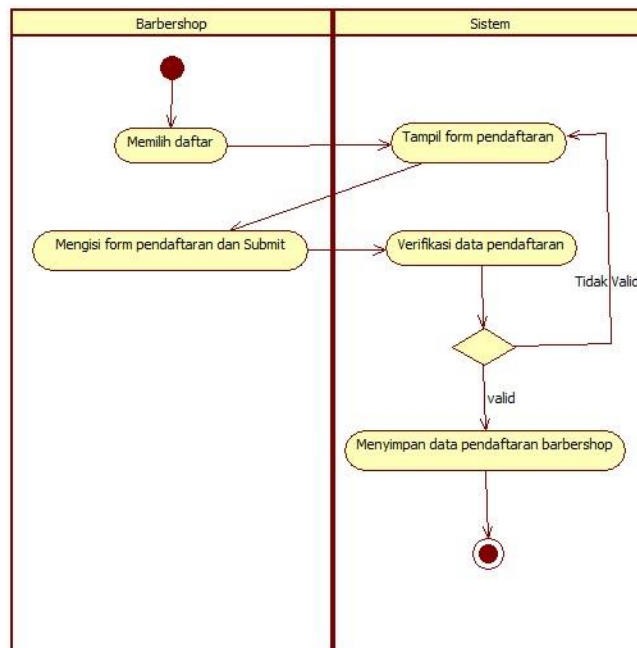 Barbershop
Sistem
Memilih daftar
Tampil form pendaftaran
Mengisi form pendaftaran dan Submit
Verifikasi data pendaftaran
Tidak Valid
valid
Menyimpan data pendaftaran barbershop